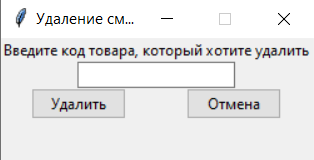 Удаление см...
Введите код товара, который хотите удалить
Удалить Отмена